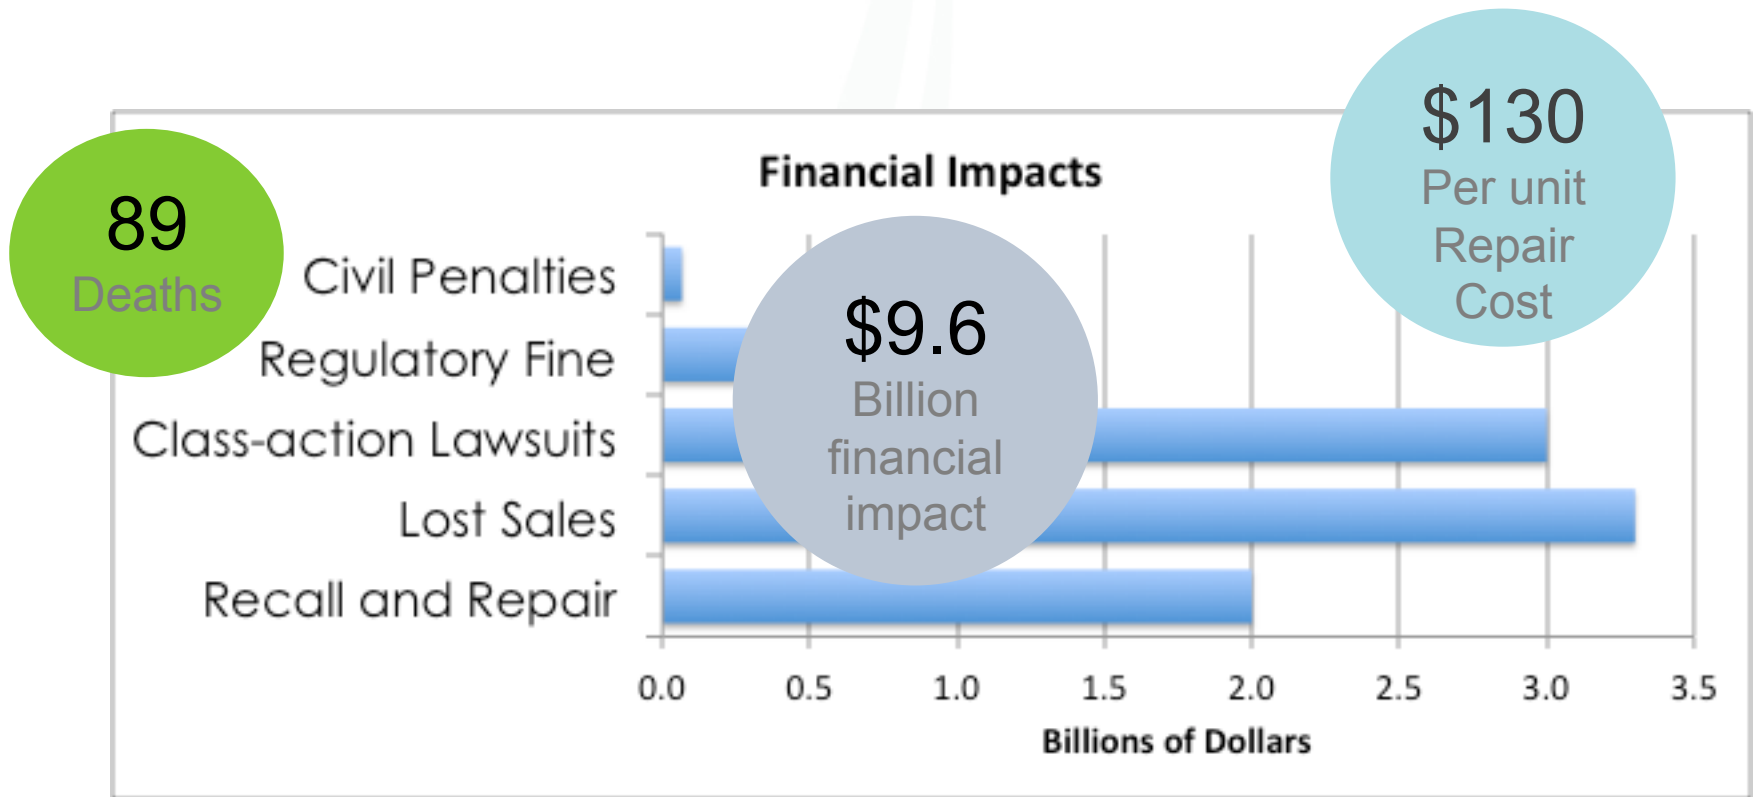 $130
Per unit
Repair
Cost
Financial Impacts
89
Deaths
$9.6
Billion
financial
impact
Civil Penalties
Regulatory Fine
Class-action Lawsuits
Lost Sales
Recall and Repair
0.0 0.5 1.0 1.5 2.0 2.5 3.0 3.5
Billions of Dollars